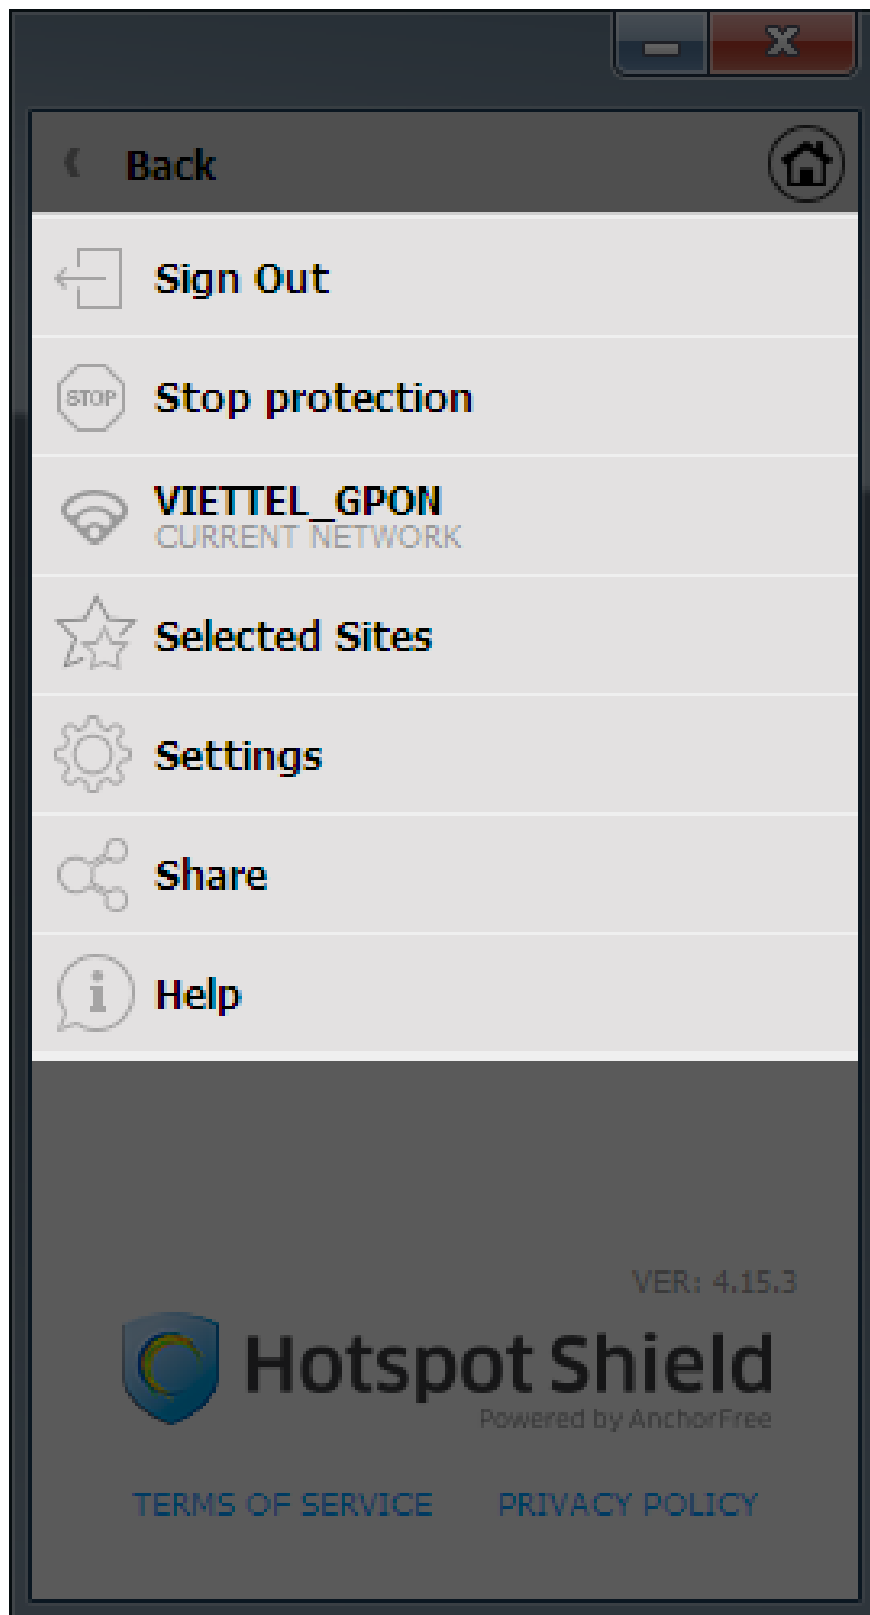 Back
Sign Out
STOP
Stop protection
VIETTEL_GPON
CURRENT NETWORK
Selected Sites
Settings
Share
Help
VER: 4.15.3
Hotspot Shield
Powered by AnchorFree
TERMS OF SERVICE PRIVACY POLICY